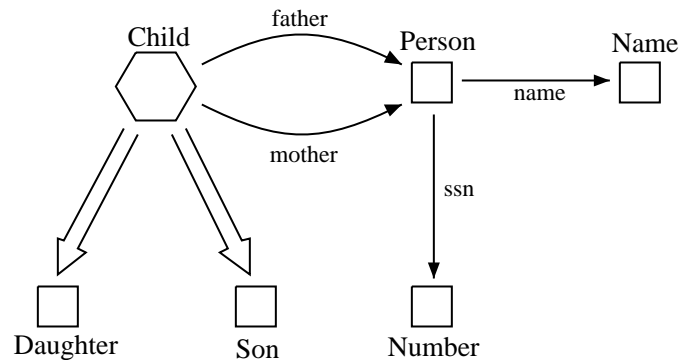 father
Child
Person
Name
name
mother
ssn
Daughter
Son
Number